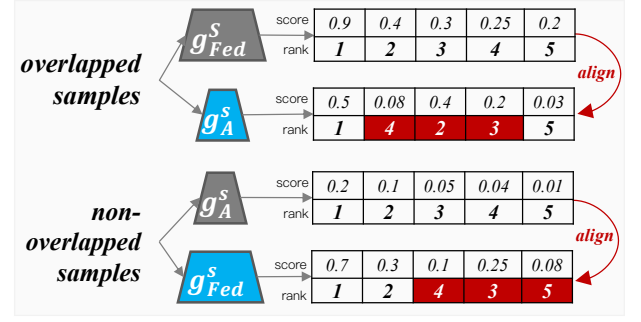 overlapped samples
g^S_Fed
score 0.9 0.4 0.3 0.25 0.2
rank 1 2 3 4 5
align
g^s_A
score 0.5 0.08 0.4 0.2 0.03
rank 1 4 2 3 5
non-overlapped samples
g^s_A
score 0.2 0.1 0.05 0.04 0.01
rank 1 2 3 4 5
align
g^s_Fed
score 0.7 0.3 0.1 0.25 0.08
rank 1 2 4 3 5